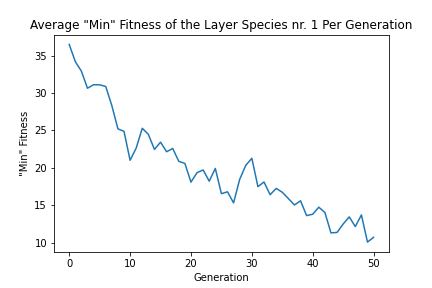 Average "Min" Fitness of the Layer Species nr. 1 Per Generation
35
30
25
20
15
10
"Min" Fitness
0 10 20 30 40 50
Generation